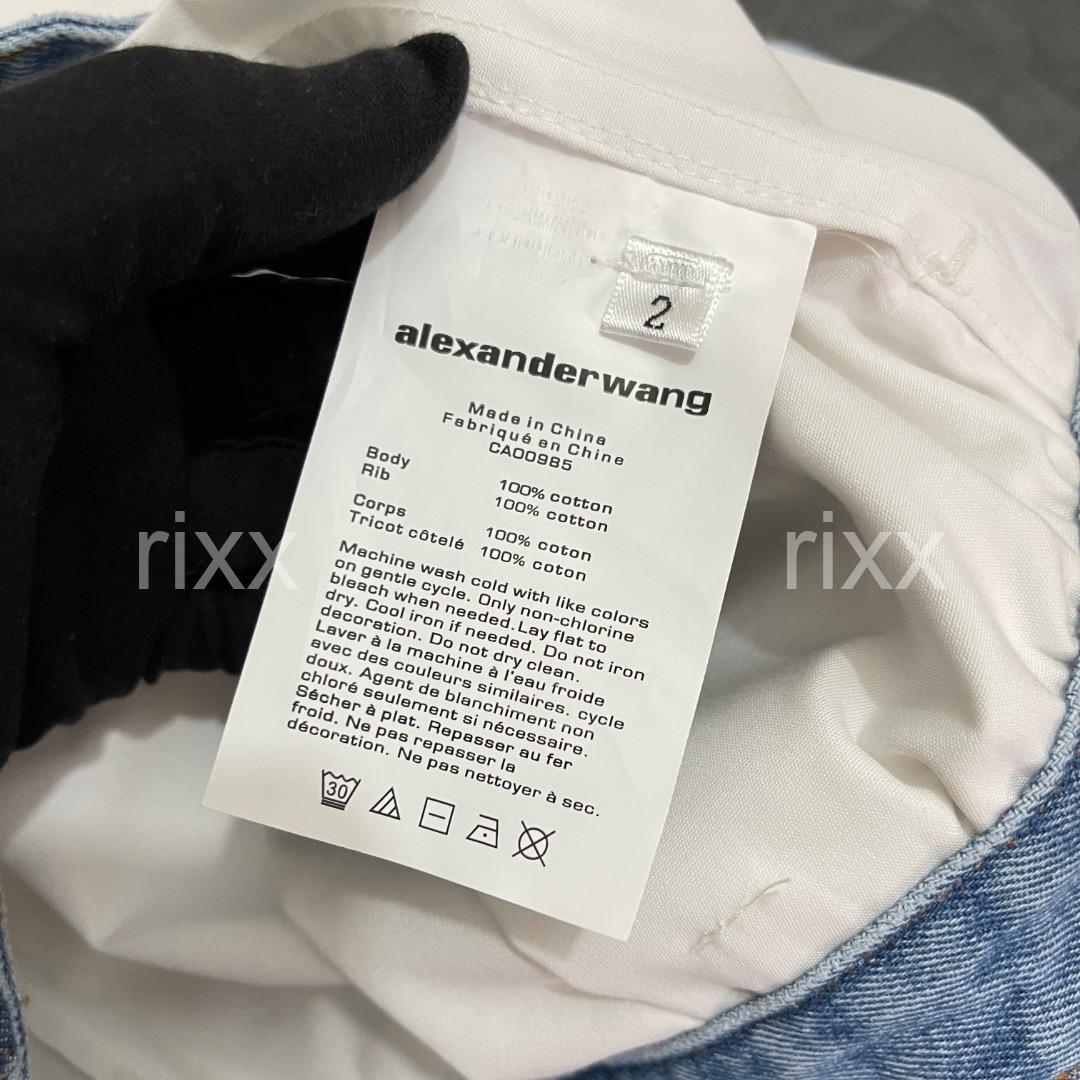 2
alexanderwang
Made in China
Fabriqué en Chine
CA00985
Body 100% cotton
Rib 100% cotton
Corps 100% coton
Tricot côtelé 100% coton
Machine wash cold with like colors
on gentle cycle. Only non-chlorine
bleach when needed. Lay flat to
dry. Cool iron if needed. Do not iron
decoration. Do not dry clean.
Laver à la machine à l'eau froide
avec des couleurs similaires. cycle
doux. Agent de blanchiment non
chloré seulement si nécessaire.
Sécher à plat. Repasser au fer
froid. Ne pas repasser la
décoration. Ne pas nettoyer à sec.
30
rixx
rixx